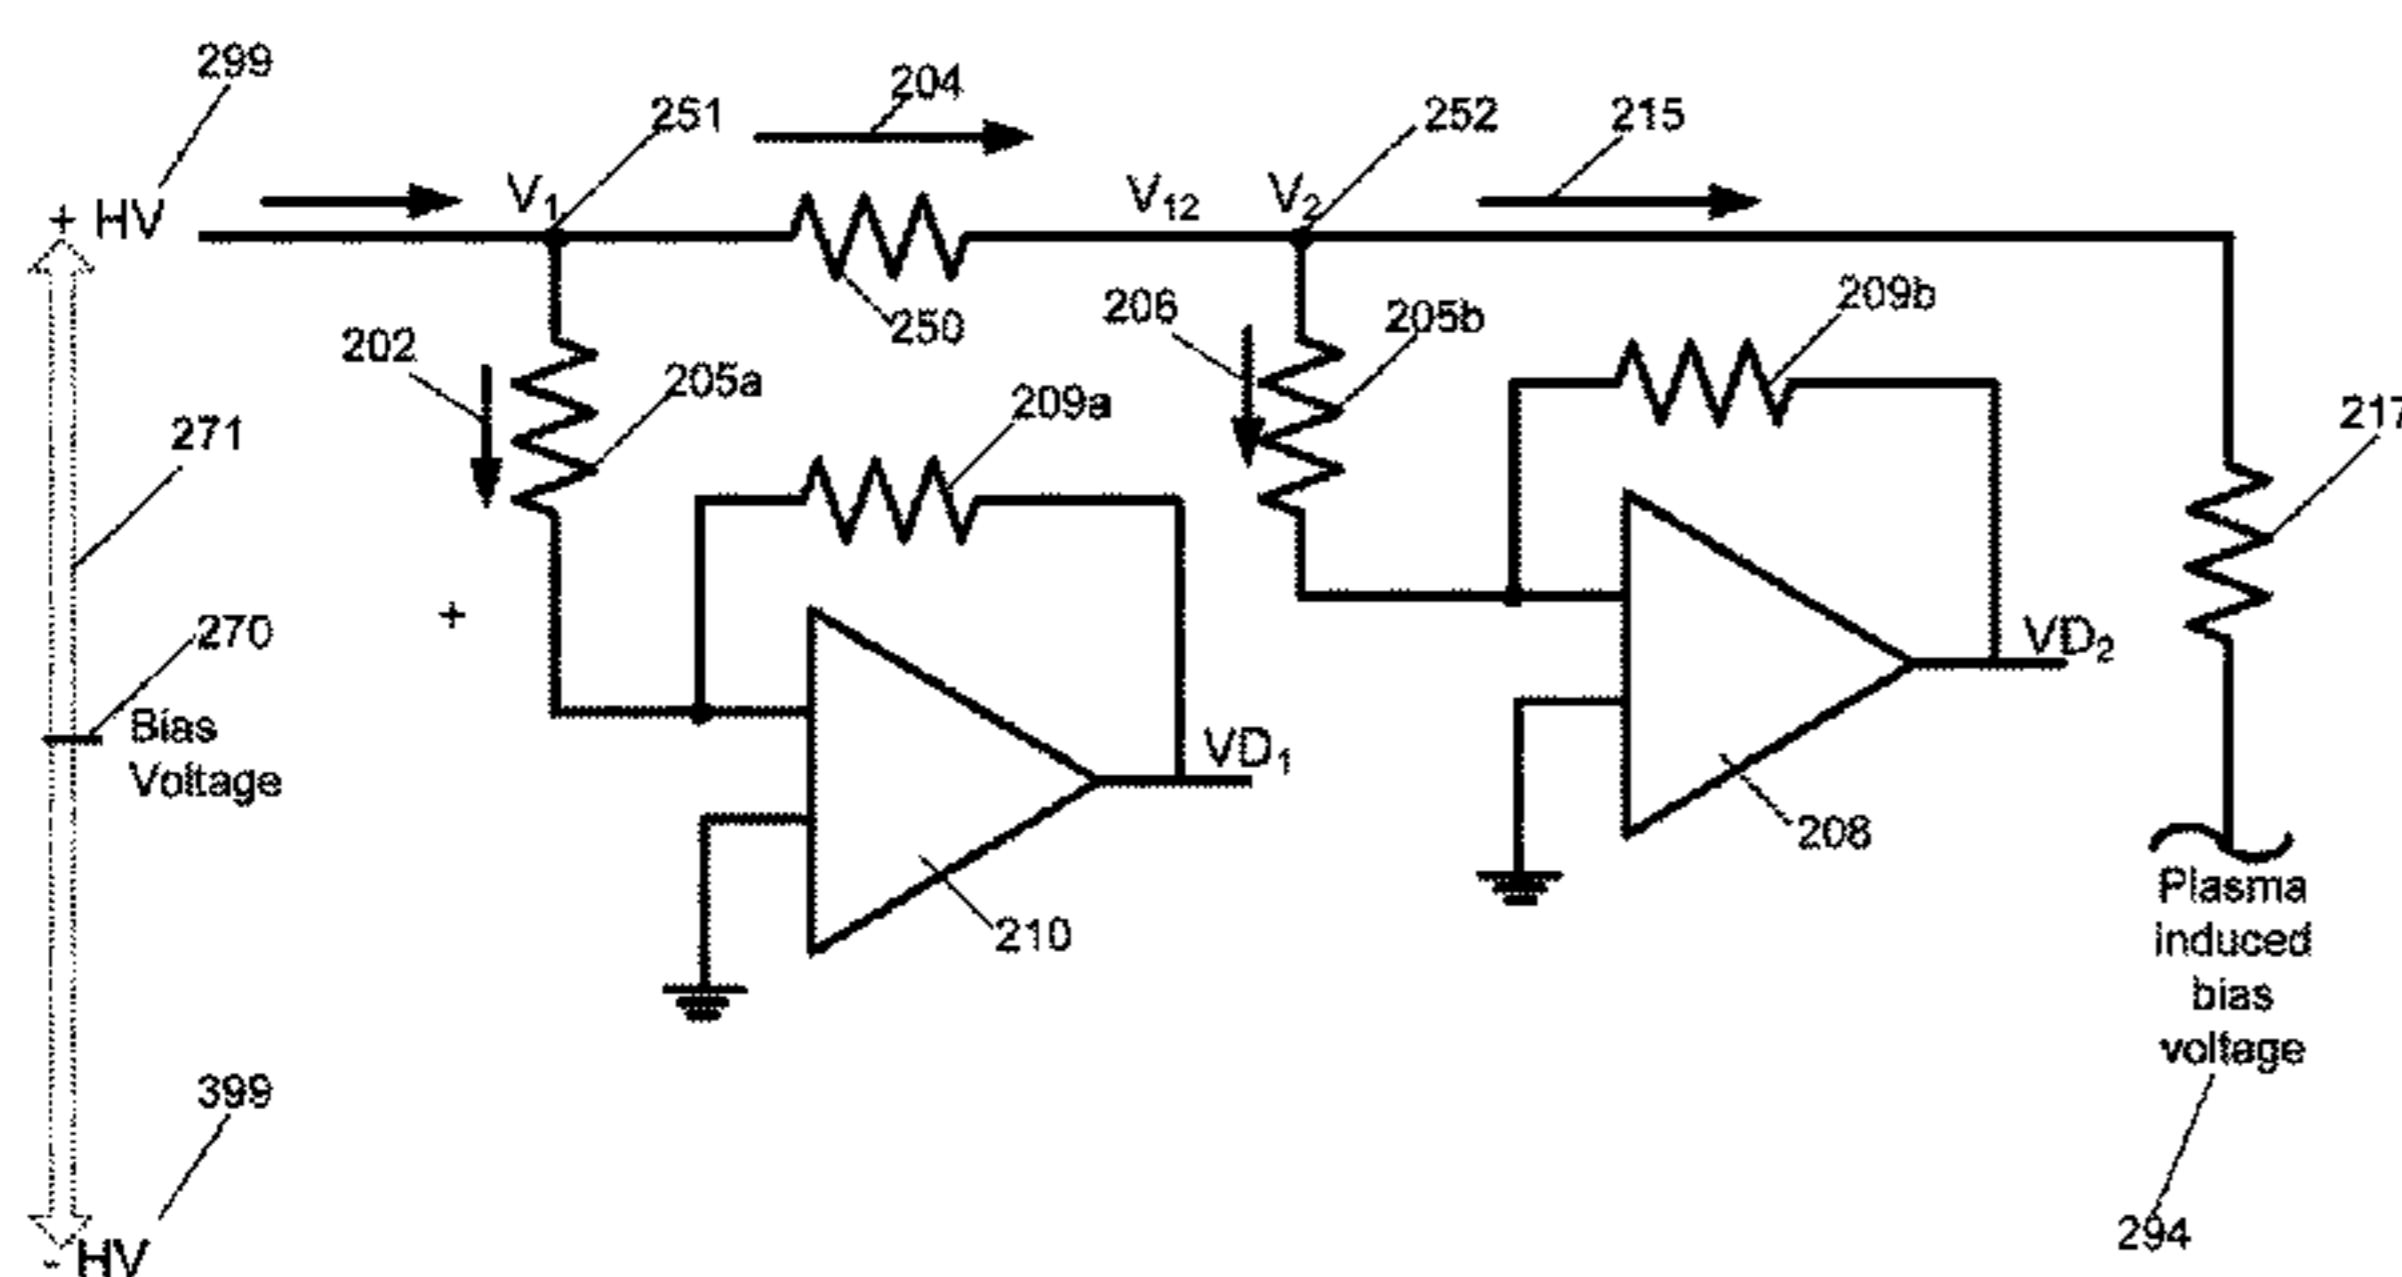 299
204
251
252
215
+ HV
V₁
V₁₂
V₂
250
206
205b
209b
202
205a
209a
217
271
+
270
Bias
Voltage
VD₁
VD₂
208
210
Plasma
induced
bias
voltage
399
294
- HV